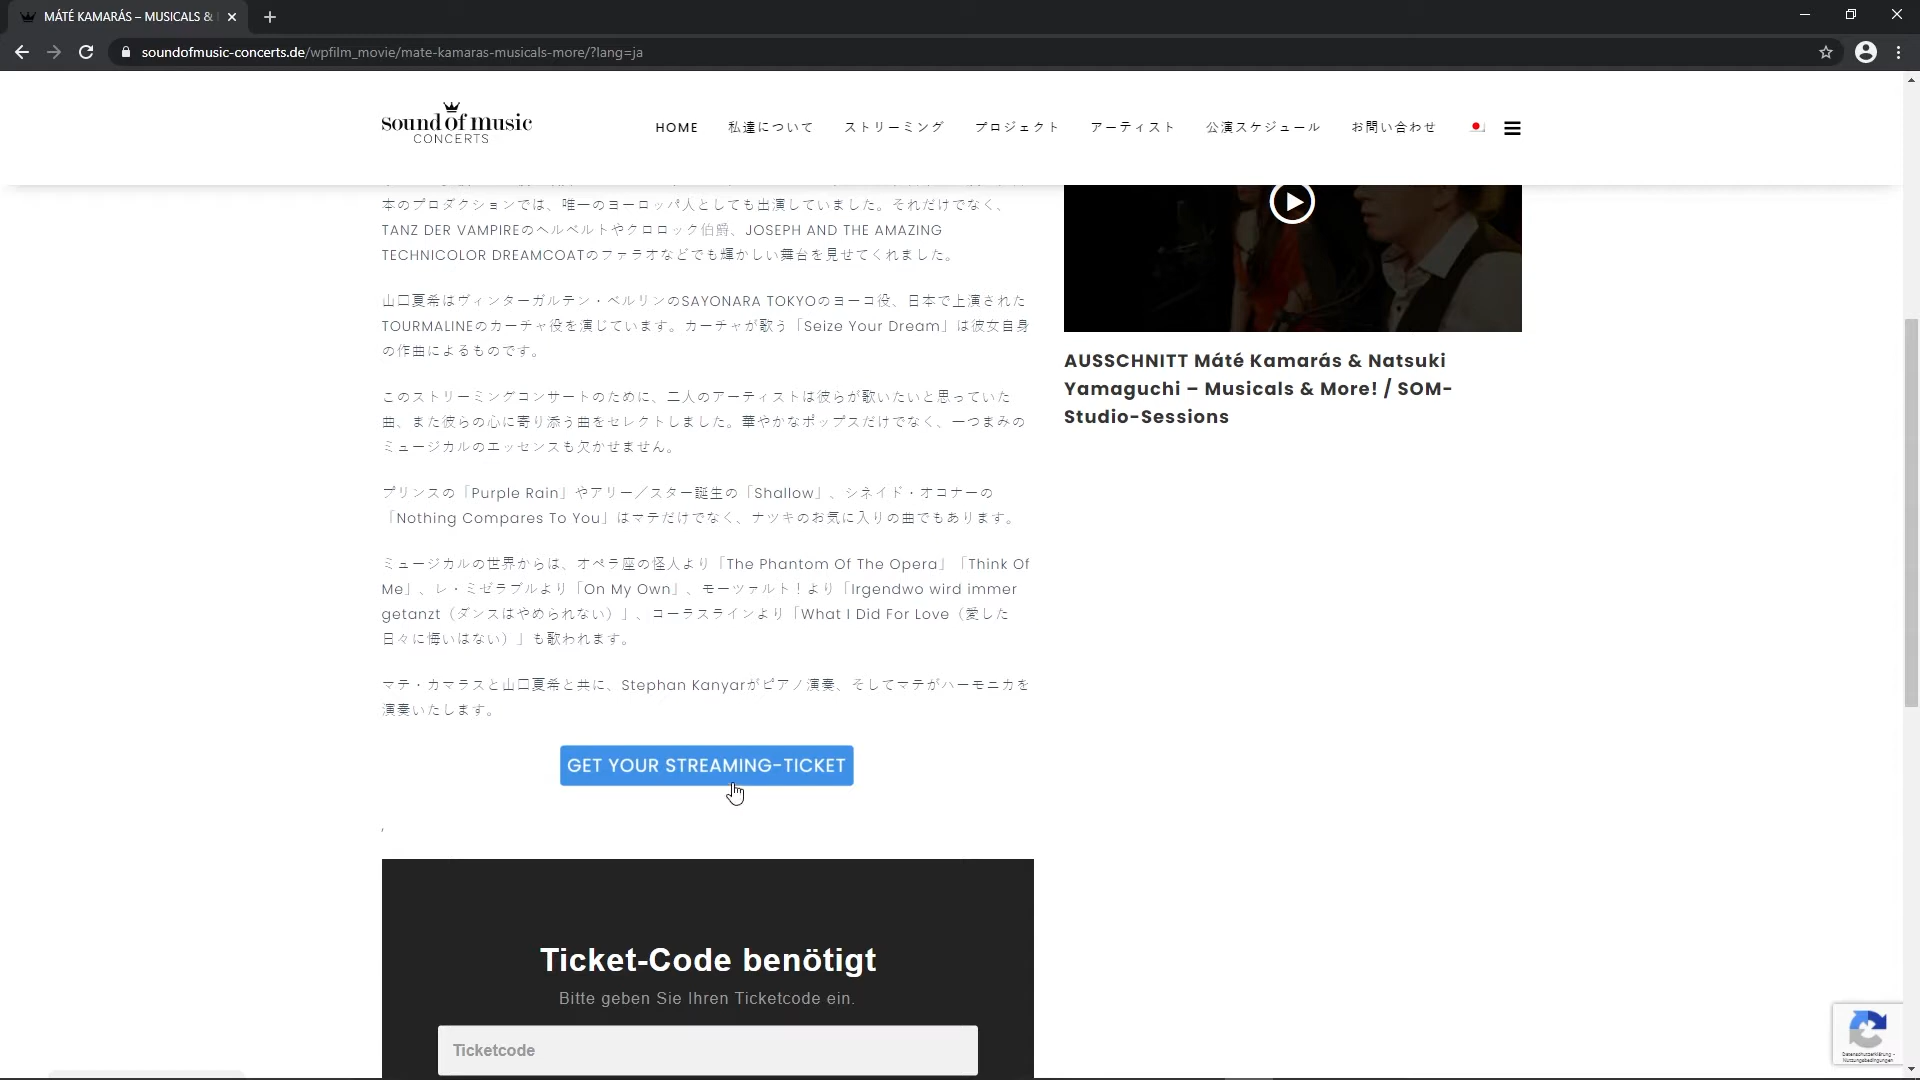 MÁTÉ KAMARÁS – MUSICALS &
soundofmusic-concerts.de/wpfilm_movie/mate-kamaras-musicals-more/?lang=ja
sound of music
CONCERTS
HOME 私達について ストリーミング プロジェクト アーティスト 公演スケジュール お問い合わせ
本のプロダクションでは、唯一のヨーロッパ人としても出演していました。それだけでなく、
TANZ DER VAMPIREのヘルベルトやクロロック伯爵、JOSEPH AND THE AMAZING
TECHNICOLOR DREAMCOATのファラオなどでも輝かしい舞台を見せてくれました。
山口夏希はヴィンターガルテン・ベルリンのSAYONARA TOKYOのヨーコ役、日本で上演された
TOURMALINEのカーチャ役を演じています。カーチャが歌う「Seize Your Dream」は彼女自身
の作曲によるものです。
このストリーミングコンサートのために、二人のアーティストは彼らが歌いたいと思っていた
曲、また彼らの心に寄り添う曲をセレクトしました。華やかなポップスだけでなく、一つまみの
ミュージカルのエッセンスも欠かせません。
プリンスの「Purple Rain」やアリー／スター誕生の「Shallow」、シネイド・オコナーの
「Nothing Compares To You」はマテだけでなく、ナツキのお気に入りの曲でもあります。
ミュージカルの世界からは、オペラ座の怪人より「The Phantom Of The Opera」「Think Of
Me」、レ・ミゼラブルより「On My Own」、モーツァルト！より「Irgendwo wird immer
getanzt（ダンスはやめられない）」、コーラスラインより「What I Did For Love（愛した
日々に悔いはない）」も歌われます。
マテ・カマラスと山口夏希と共に、Stephan Kanyarがピアノ演奏、そしてマテがハーモニカを
演奏いたします。
GET YOUR STREAMING-TICKET
,
Ticket-Code benötigt
Bitte geben Sie Ihren Ticketcode ein.
Ticketcode
AUSSCHNITT Máté Kamarás & Natsuki
Yamaguchi – Musicals & More! / SOM-
Studio-Sessions
Datenschutzerklärung -
Nutzungsbedingungen